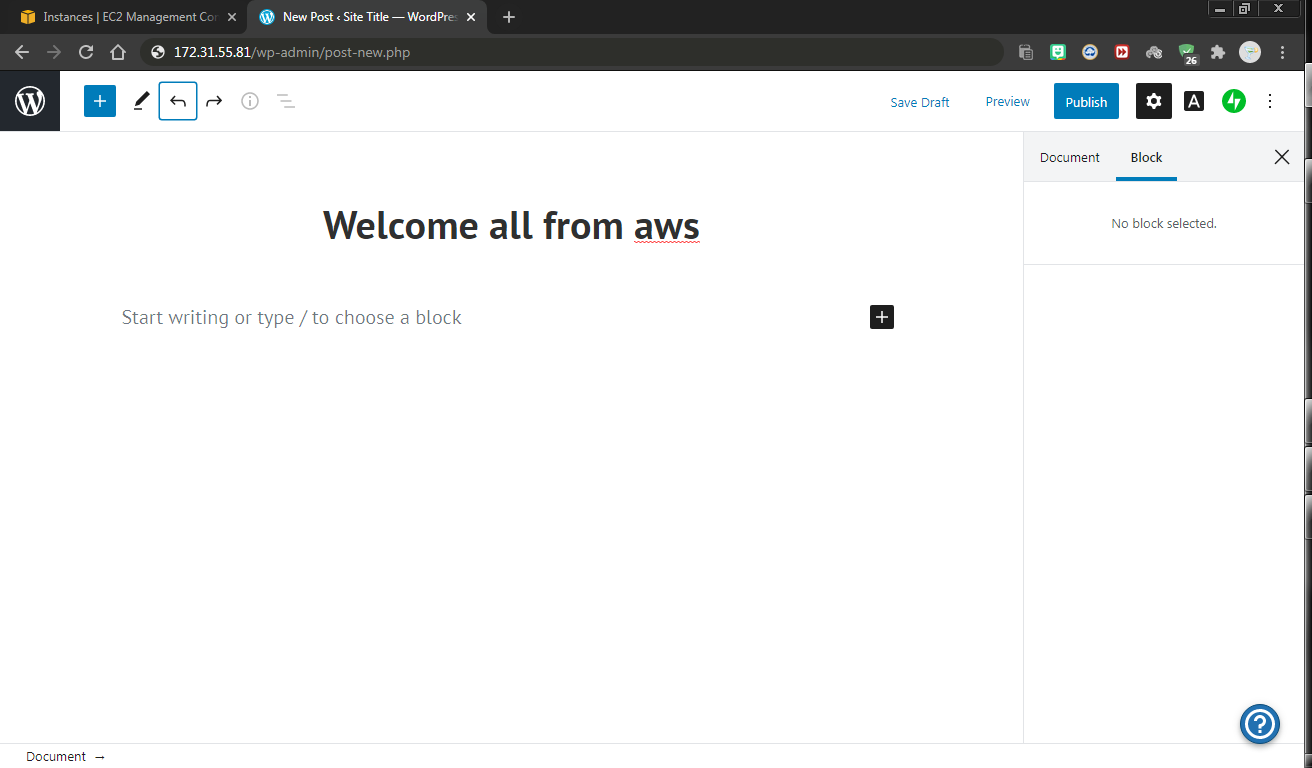 Instances | EC2 Management Cor
New Post ‹ Site Title — WordPres
172.31.55.81/wp-admin/post-new.php
26
Save Draft
Preview
Publish
A
Document
Block
Welcome all from aws
No block selected.
Start writing or type / to choose a block
?
Document →